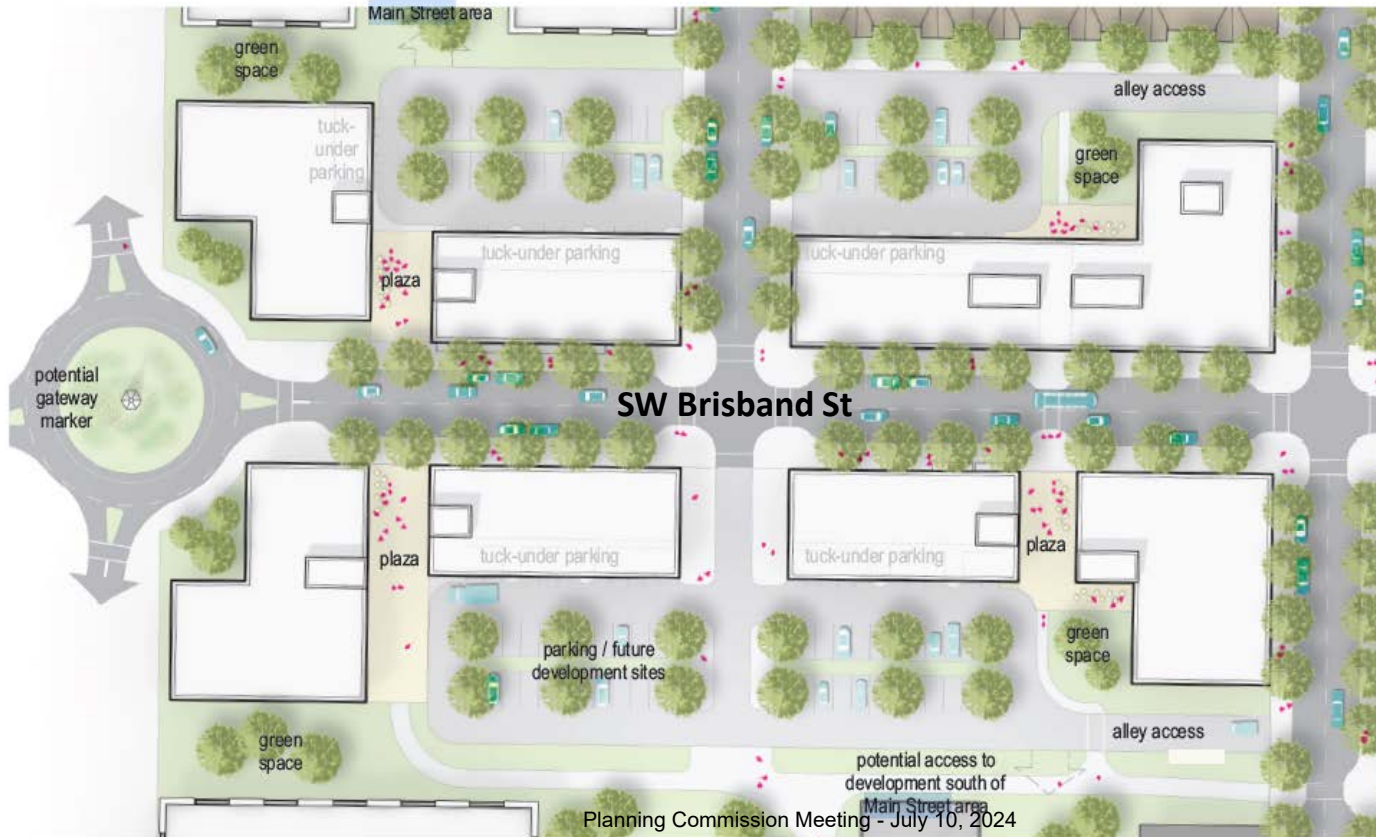 Main Street area
green
space
alley access
tuck-
under
parking
green
space
tuck-under parking
tuck-under parking
plaza
potential
gateway
marker
SW Brisband St
plaza
tuck-under parking
tuck-under parking
plaza
green
space
parking / future
development sites
green
space
alley access
potential access to
development south of
Main Street area
Planning Commission Meeting - July 10, 2024